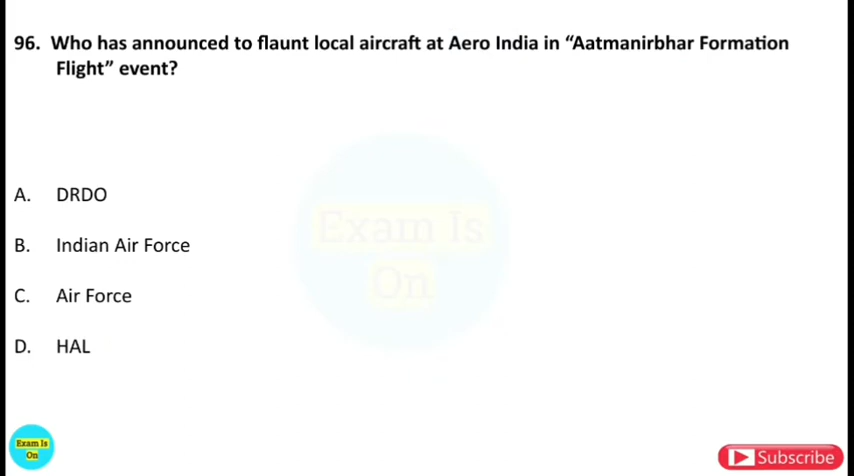 96. Who has announced to flaunt local aircraft at Aero India in “Aatmanirbhar Formation
Flight” event?
A. DRDO
B. Indian Air Force
C. Air Force
D. HAL
Exam Is
On
Exam Is
On
Subscribe